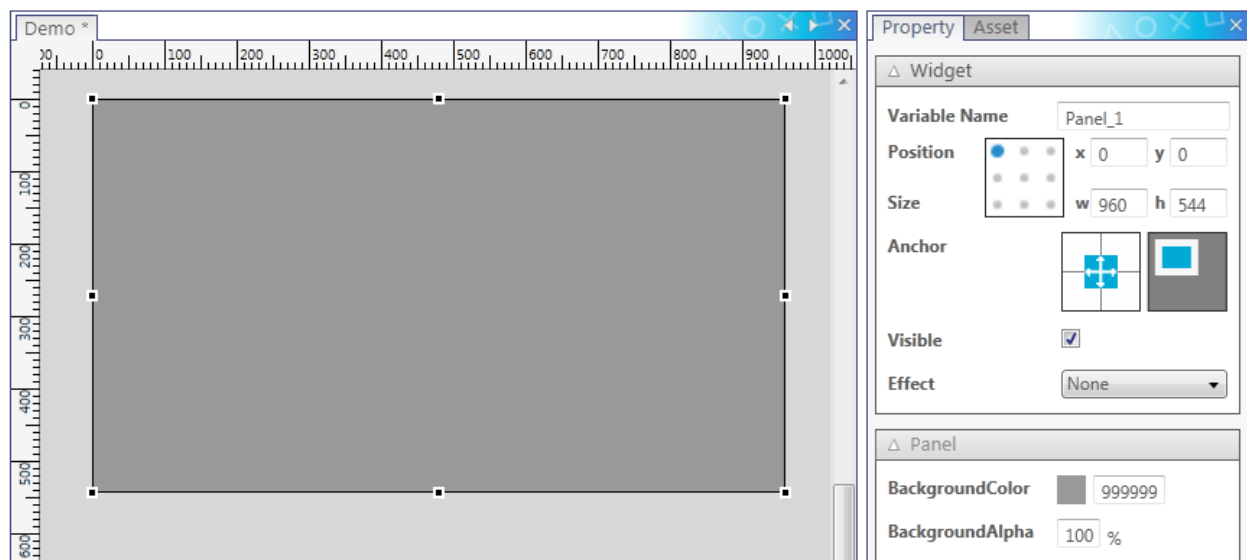 Demo *
00 0 100 200 300 400 500 600 700 800 900 1000
0
100
200
300
400
500
600
Property Asset
Widget
Variable Name Panel_1
Position x 0 y 0
Size w 960 h 544
Anchor
Visible
Effect None
Panel
BackgroundColor 999999
BackgroundAlpha 100 %